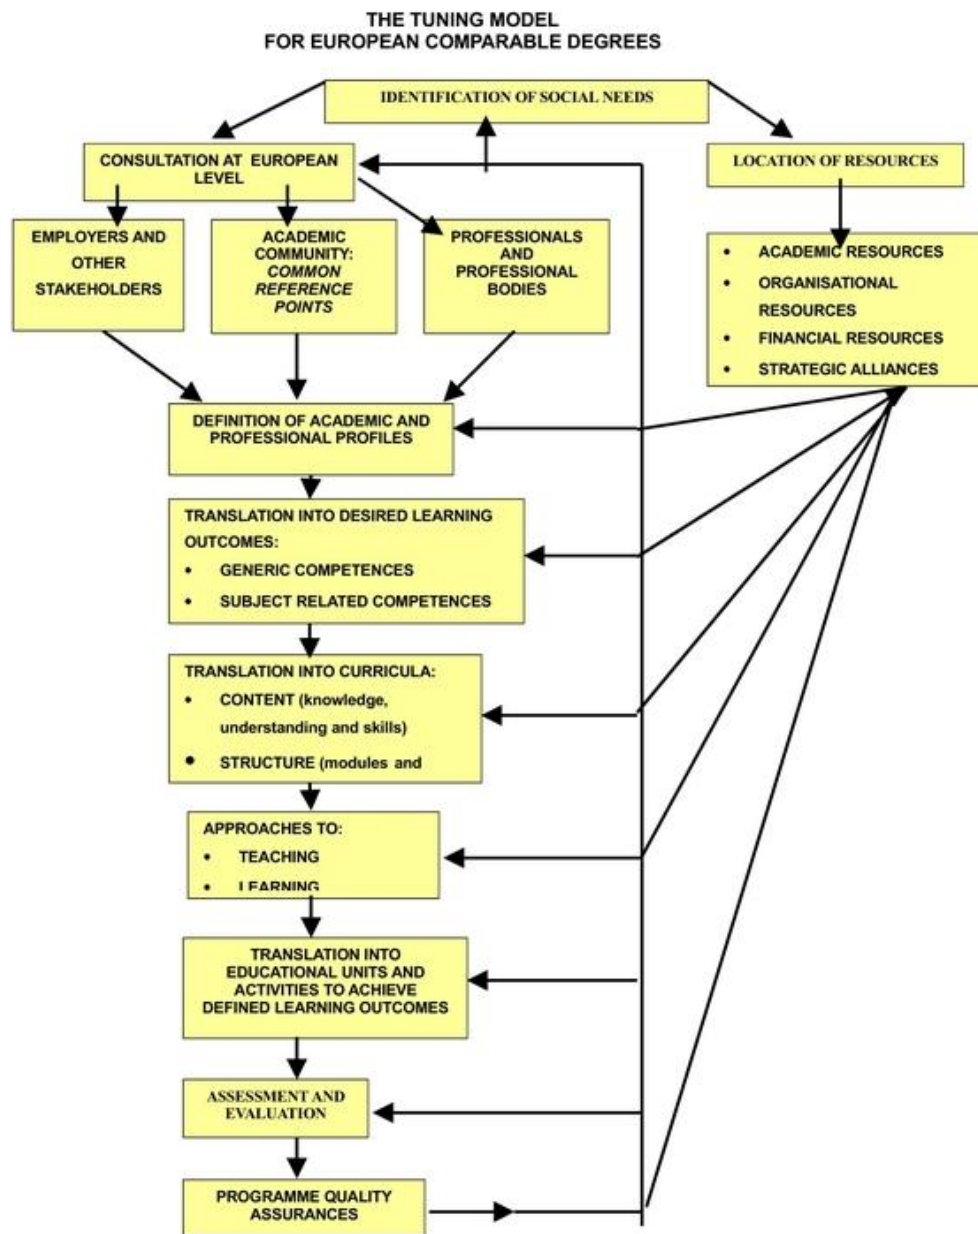 THE TUNING MODEL
FOR EUROPEAN COMPARABLE DEGREES
IDENTIFICATION OF SOCIAL NEEDS
CONSULTATION AT EUROPEAN
LEVEL
LOCATION OF RESOURCES
EMPLOYERS AND
OTHER
STAKEHOLDERS
ACADEMIC
COMMUNITY:
COMMON
REFERENCE
POINTS
PROFESSIONALS
AND
PROFESSIONAL
BODIES
• ACADEMIC RESOURCES
• ORGANISATIONAL
RESOURCES
• FINANCIAL RESOURCES
• STRATEGIC ALLIANCES
DEFINITION OF ACADEMIC AND
PROFESSIONAL PROFILES
TRANSLATION INTO DESIRED LEARNING
OUTCOMES:
• GENERIC COMPETENCES
• SUBJECT RELATED COMPETENCES
TRANSLATION INTO CURRICULA:
• CONTENT (knowledge,
understanding and skills)
• STRUCTURE (modules and
APPROACHES TO:
• TEACHING
• LEARNING
TRANSLATION INTO
EDUCATIONAL UNITS AND
ACTIVITIES TO ACHIEVE
DEFINED LEARNING OUTCOMES
ASSESSMENT AND
EVALUATION
PROGRAMME QUALITY
ASSURANCES